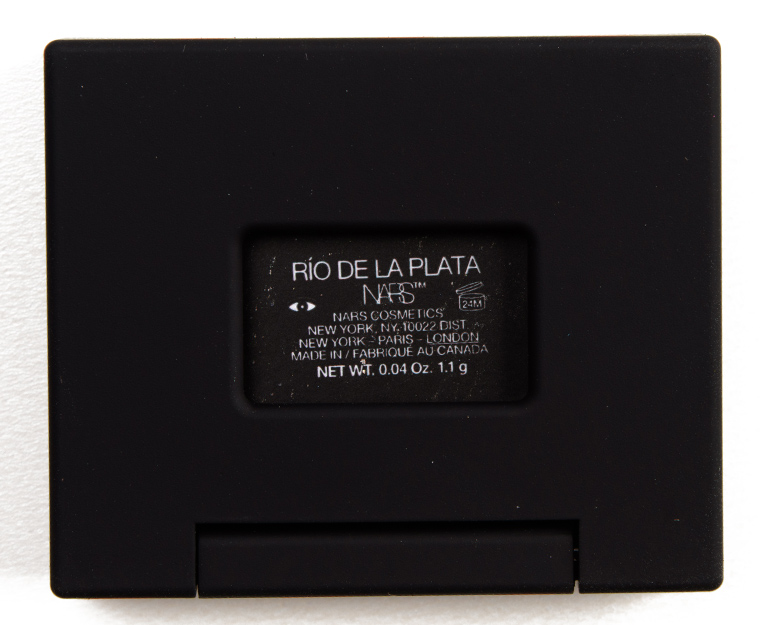 RÍO DE LA PLATA
NARS™
24M
NARS COSMETICS
NEW YORK, NY 10022 DIST.
NEW YORK - PARIS - LONDON
MADE IN / FABRIQUÉ AU CANADA
NET WT. 0.04 Oz. 1.1 g